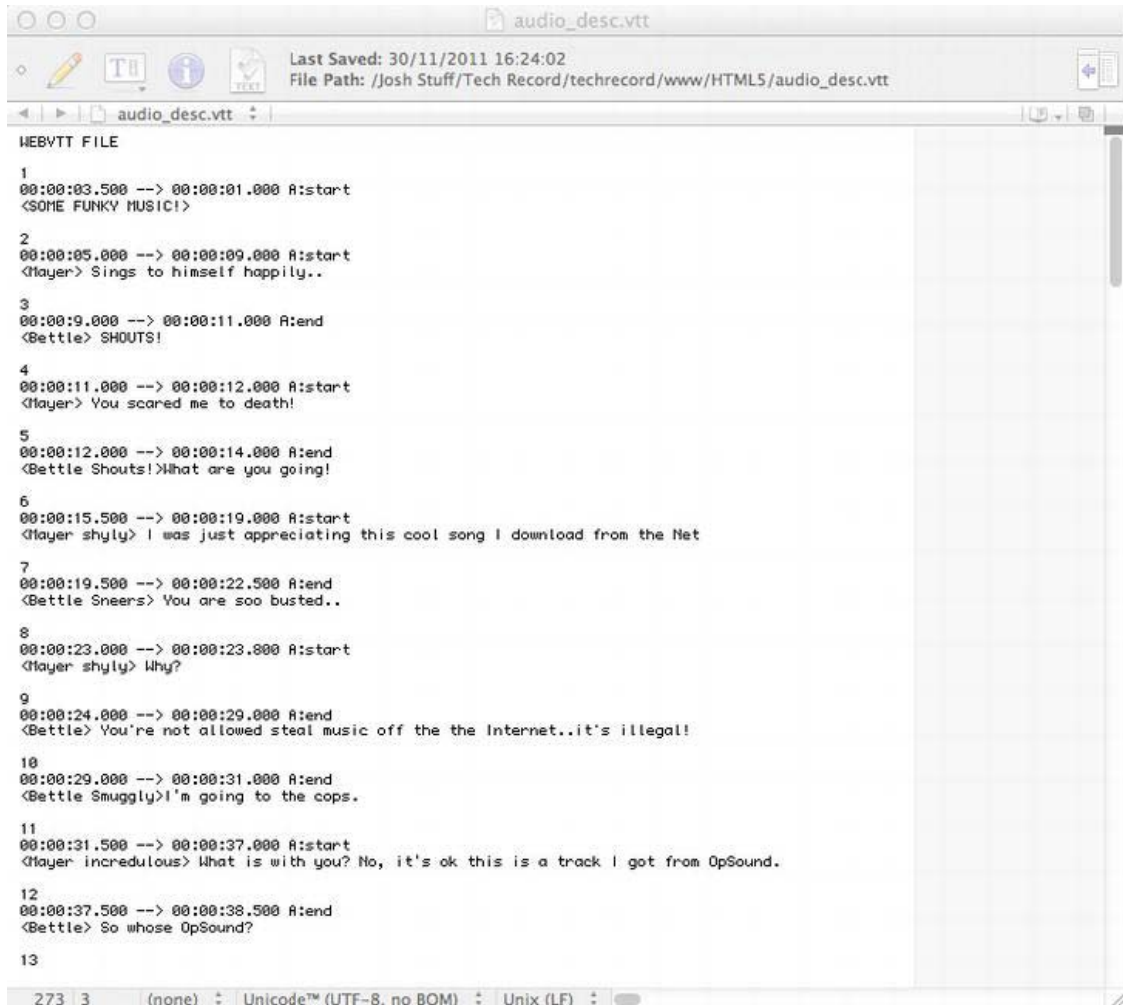 audio_desc.vtt
Last Saved: 30/11/2011 16:24:02
File Path: /Josh Stuff/Tech Record/techrecord/www/HTML5/audio_desc.vtt
TEXT
audio_desc.vtt
WEBVTT FILE
1
00:00:03.500 --> 00:00:01.000 A:start
<SOME FUNKY MUSIC!>
2
00:00:05.000 --> 00:00:09.000 A:start
<Mayer> Sings to himself happily..
3
00:00:9.000 --> 00:00:11.000 A:end
<Bettle> SHOUTS!
4
00:00:11.000 --> 00:00:12.000 A:start
<Mayer> You scared me to death!
5
00:00:12.000 --> 00:00:14.000 A:end
<Bettle Shouts!>What are you going!
6
00:00:15.500 --> 00:00:19.000 A:start
<Mayer shyly> I was just appreciating this cool song I download from the Net
7
00:00:19.500 --> 00:00:22.500 A:end
<Bettle Sneers> You are soo busted..
8
00:00:23.000 --> 00:00:23.800 A:start
<Mayer shyly> Why?
9
00:00:24.000 --> 00:00:29.000 A:end
<Bettle> You're not allowed steal music off the the Internet..it's illegal!
10
00:00:29.000 --> 00:00:31.000 A:end
<Bettle Smuggly>I'm going to the cops.
11
00:00:31.500 --> 00:00:37.000 A:start
<Mayer incredulous> What is with you? No, it's ok this is a track I got from OpSound.
12
00:00:37.500 --> 00:00:38.500 A:end
<Bettle> So whose OpSound?
13
273 3 (none) Unicode™ (UTF-8, no BOM) Unix (LF)